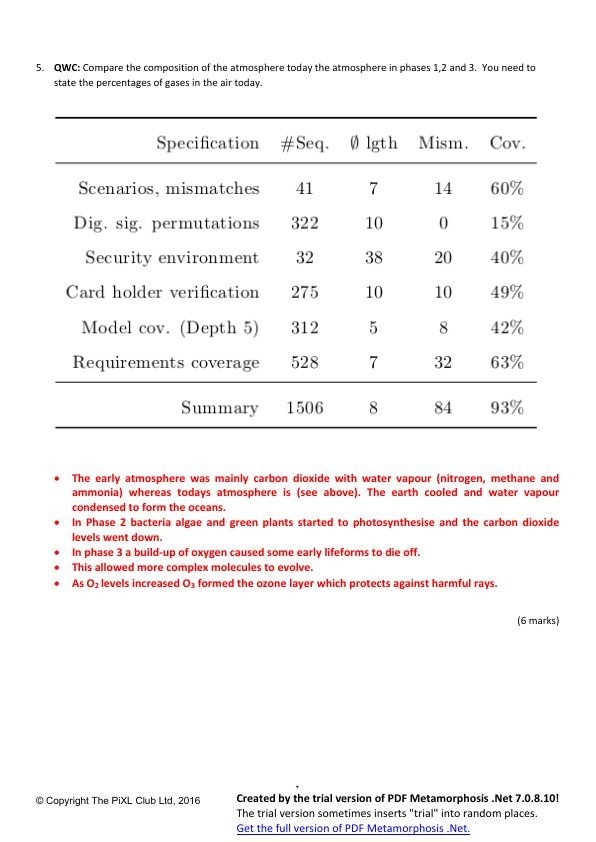 5. QWC: Compare the composition of the atmosphere today the atmosphere in phases 1,2 and 3. You need to
state the percentages of gases in the air today.
Specification #Seq. ∅ lgth Mism. Cov.
Scenarios, mismatches 41 7 14 60%
Dig. sig. permutations 322 10 0 15%
Security environment 32 38 20 40%
Card holder verification 275 10 10 49%
Model cov. (Depth 5) 312 5 8 42%
Requirements coverage 528 7 32 63%
Summary 1506 8 84 93%
• The early atmosphere was mainly carbon dioxide with water vapour (nitrogen, methane and
ammonia) whereas todays atmosphere is (see above). The earth cooled and water vapour
condensed to form the oceans.
• In Phase 2 bacteria algae and green plants started to photosynthesise and the carbon dioxide
levels went down.
• In phase 3 a build-up of oxygen caused some early lifeforms to die off.
• This allowed more complex molecules to evolve.
• As O₂ levels increased O₃ formed the ozone layer which protects against harmful rays.
(6 marks)
© Copyright The PiXL Club Ltd, 2016
Created by the trial version of PDF Metamorphosis .Net 7.0.8.10!
The trial version sometimes inserts "trial" into random places.
Get the full version of PDF Metamorphosis .Net.